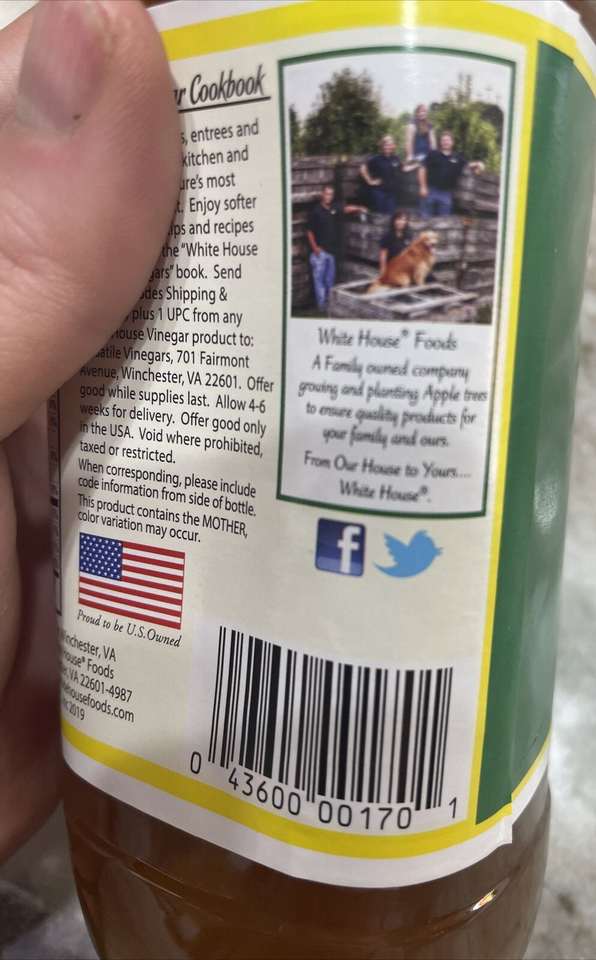 r Cookbook
s, entrees and
kitchen and
ure's most
t. Enjoy softer
ips and recipes
the "White House
gars" book. Send
des Shipping &
plus 1 UPC from any
House Vinegar product to:
atile Vinegars, 701 Fairmont
Avenue, Winchester, VA 22601. Offer
good while supplies last. Allow 4-6
weeks for delivery. Offer good only
in the USA. Void where prohibited,
taxed or restricted.
When corresponding, please include
code information from side of bottle.
This product contains the MOTHER,
color variation may occur.
Proud to be U.S. Owned
Winchester, VA
House® Foods
, VA 22601-4987
ehousefoods.com
2019
White House® Foods
A Family owned company
growing and planting Apple trees
to ensure quality products for
your family and ours.
From Our House to Yours....
White House®.
f
0 43600 00170 1